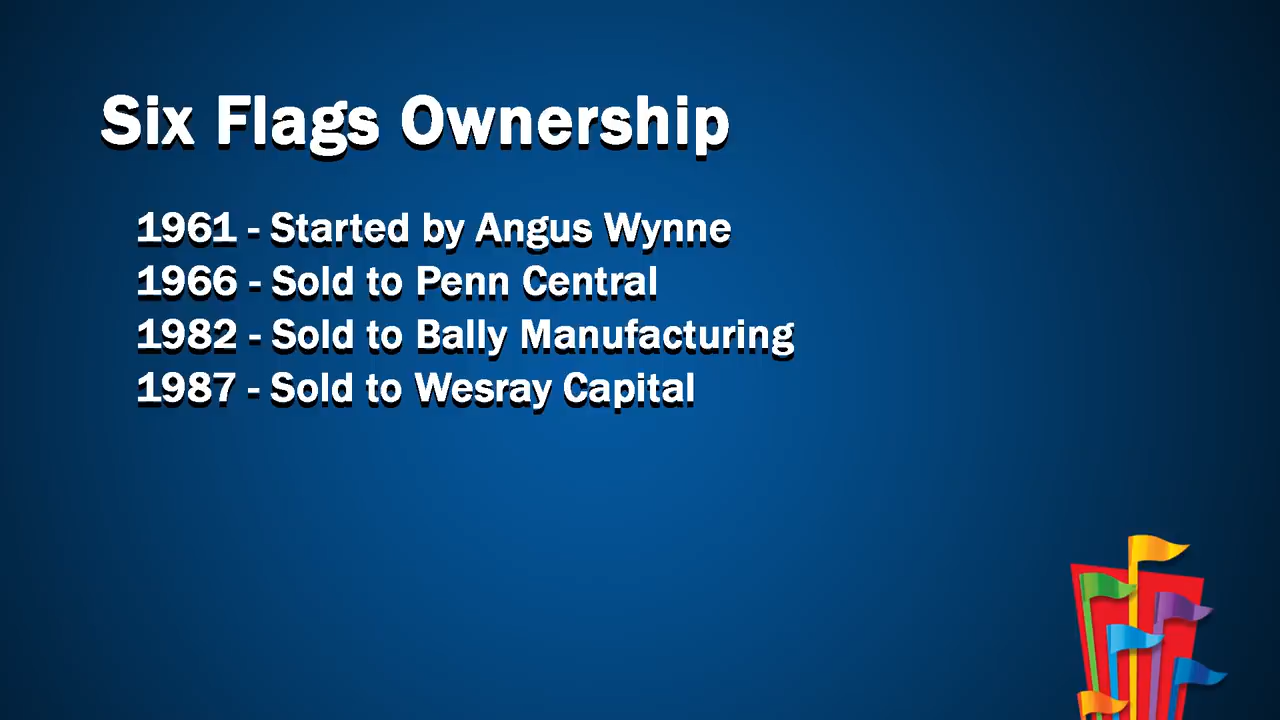 Six Flags Ownership
1961 - Started by Angus Wynne
1966 - Sold to Penn Central
1982 - Sold to Bally Manufacturing
1987 - Sold to Wesray Capital